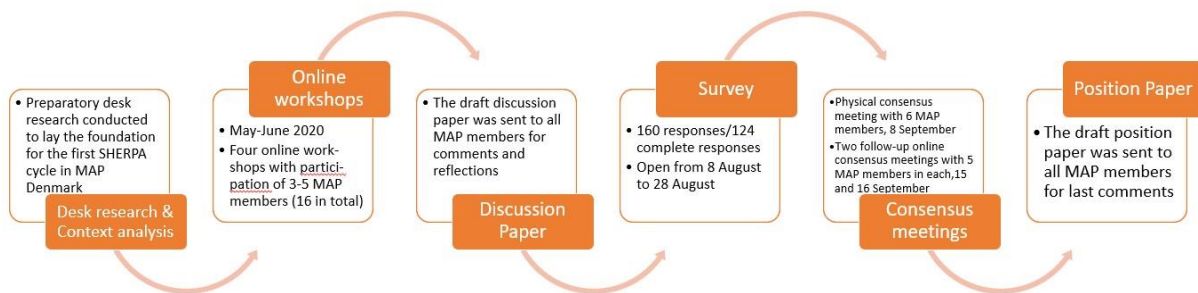 • Preparatory desk
research conducted
to lay the foundation
for the first SHERPA
cycle in MAP
Denmark
Desk research &
Context analysis
Online
workshops
• May-June 2020
• Four online work-
shops with partici-
pation of 3-5 MAP
members (16 in total)
• The draft discussion
paper was sent to all
MAP members for
comments and
reflections
Discussion
Paper
Survey
• 160 responses/124
complete responses
• Open from 8 August
to 28 August
•Physical consensus
meeting with 6 MAP
members, 8 September
•Two follow-up online
consensus meetings with 5
MAP members in each,15
and 16 September
Consensus
meetings
Position Paper
• The draft position
paper was sent to
all MAP members
for last comments